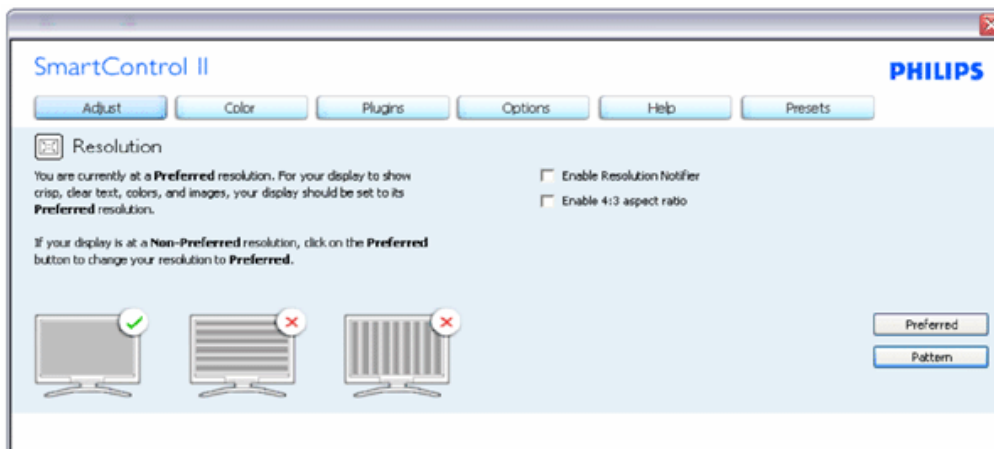 SmartControl II
PHILIPS
Adjust Color Plugins Options Help Presets
Resolution
You are currently at a Preferred resolution. For your display to show
crisp, clear text, colors, and images, your display should be set to its
Preferred resolution.
If your display is at a Non-Preferred resolution, click on the Preferred
button to change your resolution to Preferred.
Enable Resolution Notifier
Enable 4:3 aspect ratio
Preferred
Pattern